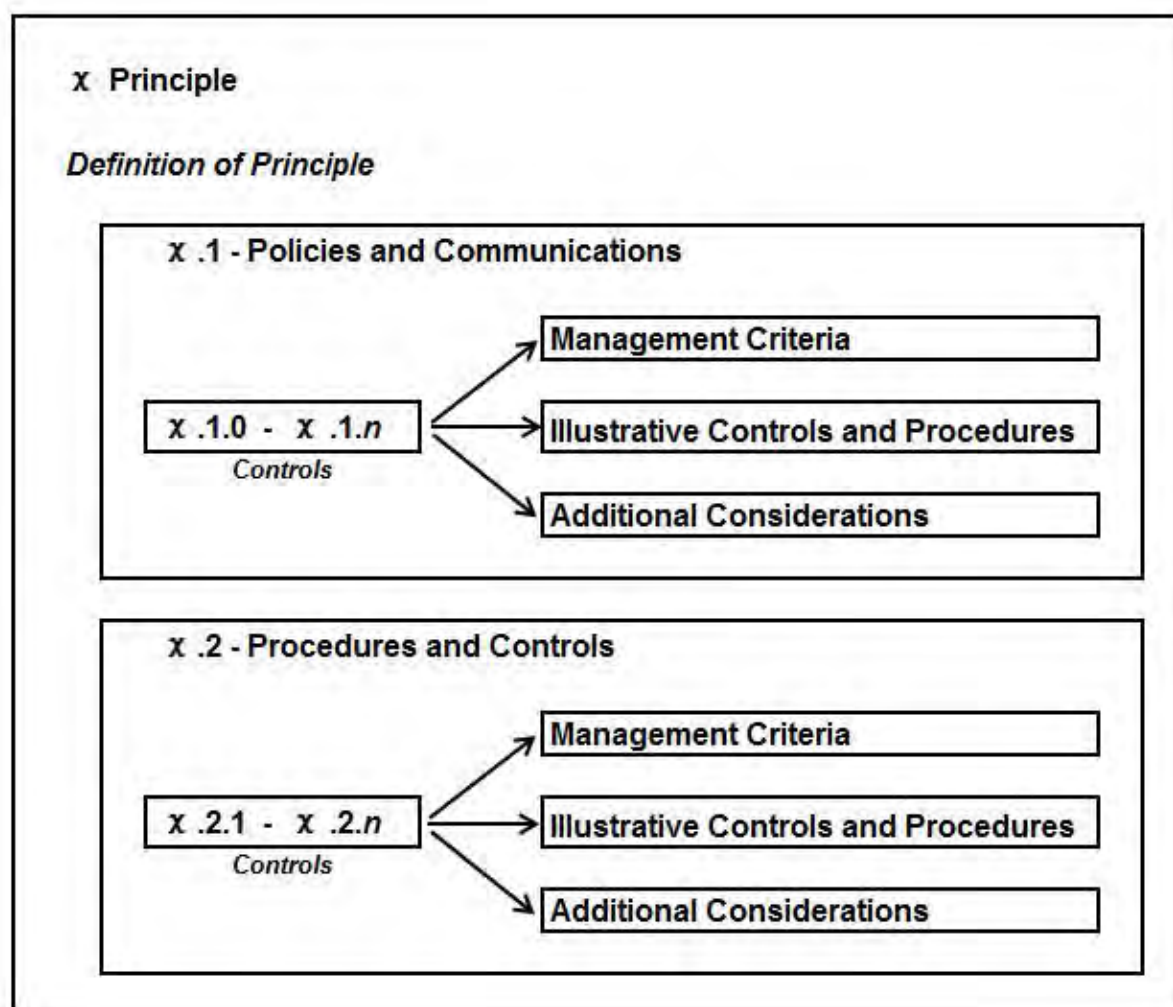 χ Principle
Definition of Principle
χ .1 - Policies and Communications
Management Criteria
χ .1.0 - χ .1.n
Illustrative Controls and Procedures
Controls
Additional Considerations
χ .2 - Procedures and Controls
Management Criteria
χ .2.1 - χ .2.n
Illustrative Controls and Procedures
Controls
Additional Considerations